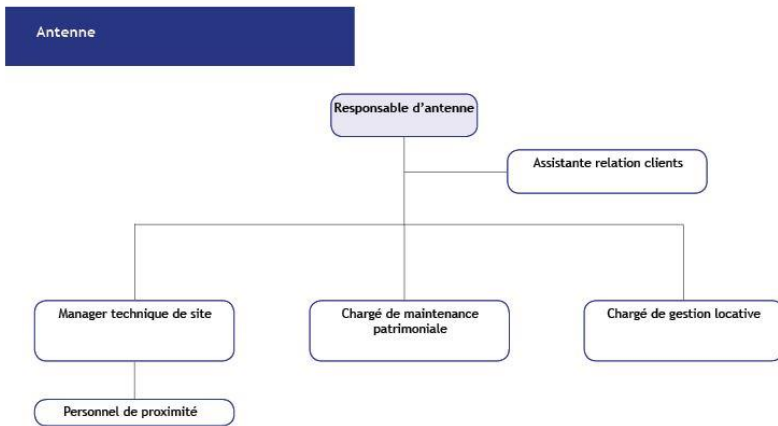 Antenne
Responsable d'antenne
Assistante relation clients
Manager technique de site
Chargé de maintenance
patrimoniale
Chargé de gestion locative
Personnel de proximité